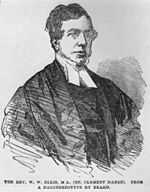 THE REV. W. W. ELLIS, M.A. (ST. CLEMENT DANES), FROM
A DAGUERREOTYPE BY BEARD.